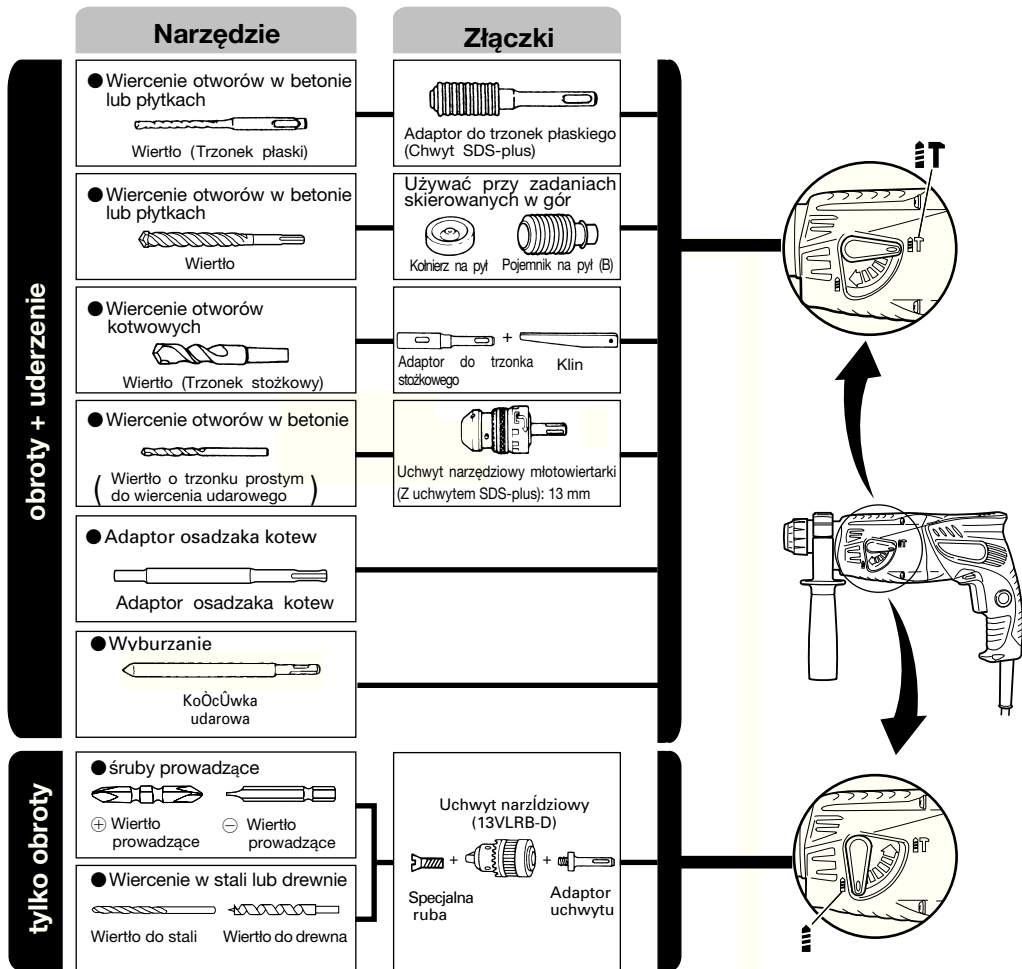 Narzędzie
Złączki
obroty + uderzenie
● Wiercenie otworów w betonie
lub płytkach
Wiertło (Trzonek płaski)
Adaptor do trzonek płaskiego
(Chwyt SDS-plus)
● Wiercenie otworów w betonie
lub płytkach
Wiertło
Używać przy zadaniach
skierowanych w gór
Kołnierz na pył
Pojemnik na pył (B)
● Wiercenie otworów
kotwowych
Wiertło (Trzonek stożkowy)
+
Adaptor do trzonka
stożkowego
Klin
● Wiercenie otworów w betonie
( Wiertło o trzonku prostym
do wiercenia udarowego )
Uchwyt narzędziowy młotowiertarki
(Z uchwytem SDS-plus): 13 mm
● Adaptor osadzaka kotew
Adaptor osadzaka kotew
● Wyburzanie
KoÒcÛwka
udarowa
tylko obroty
● śruby prowadzące
⊕ Wiertło
prowadzące
⊖ Wiertło
prowadzące
● Wiercenie w stali lub drewnie
Wiertło do stali
Wiertło do drewna
Uchwyt narzÍdziowy
(13VLRB-D)
+ +
Specjalna
ruba
Adaptor
uchwytu